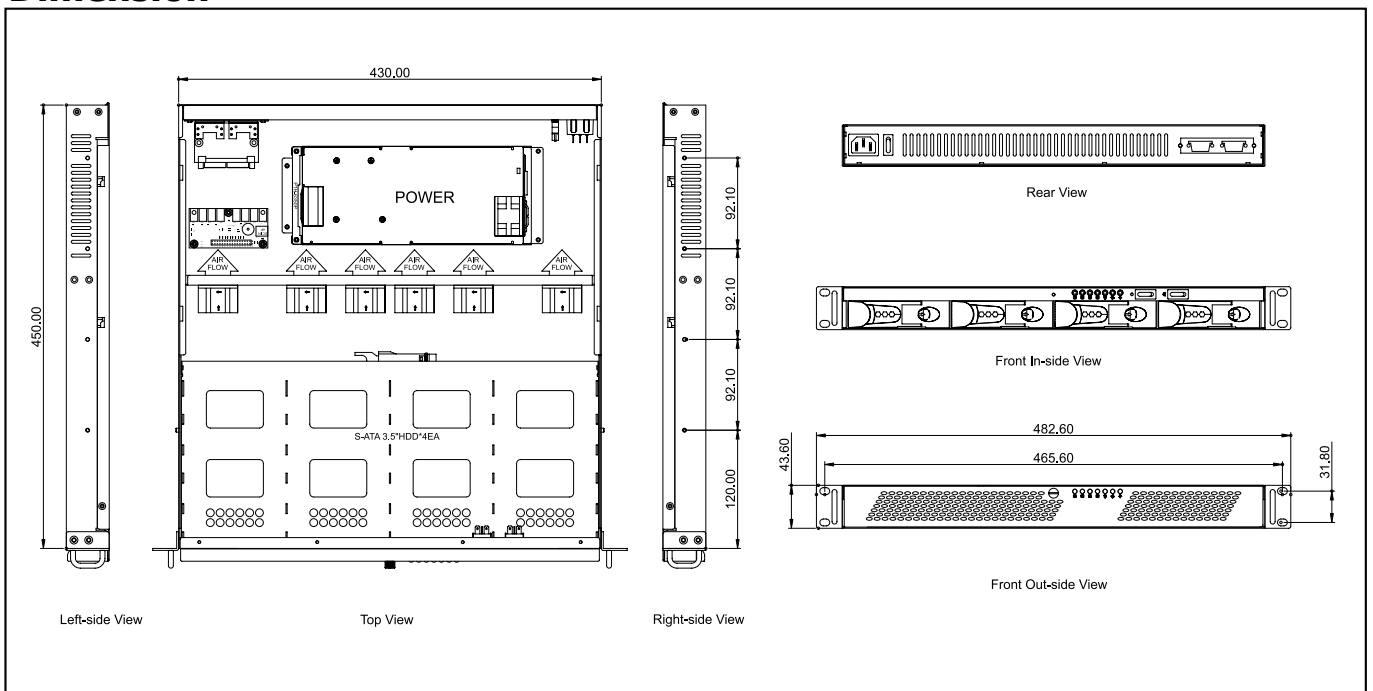 Dimension
430.00
450.00
POWER
AIR
FLOW
AIR
FLOW
AIR
FLOW
AIR
FLOW
AIR
FLOW
AIR
FLOW
S-ATA 3.5"HDD*4EA
92.10
92.10
92.10
120.00
Left-side View
Top View
Right-side View
Rear View
Front In-side View
482.60
465.60
43.60
31.80
Front Out-side View